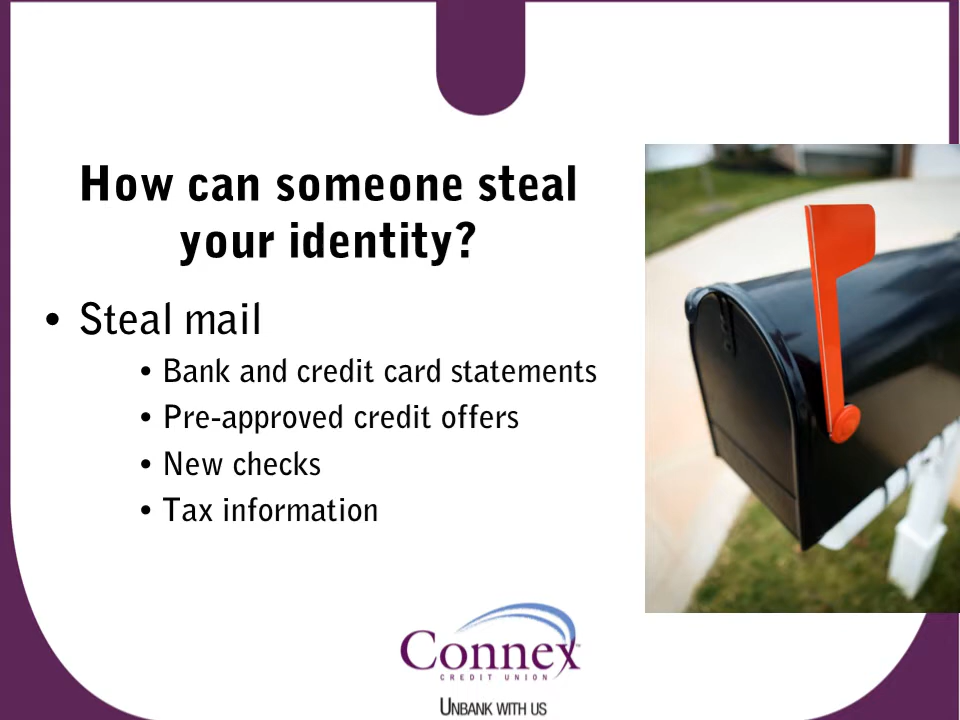 How can someone steal
your identity?
• Steal mail
• Bank and credit card statements
• Pre-approved credit offers
• New checks
• Tax information
Connex
CREDIT UNION
UNBANK WITH US